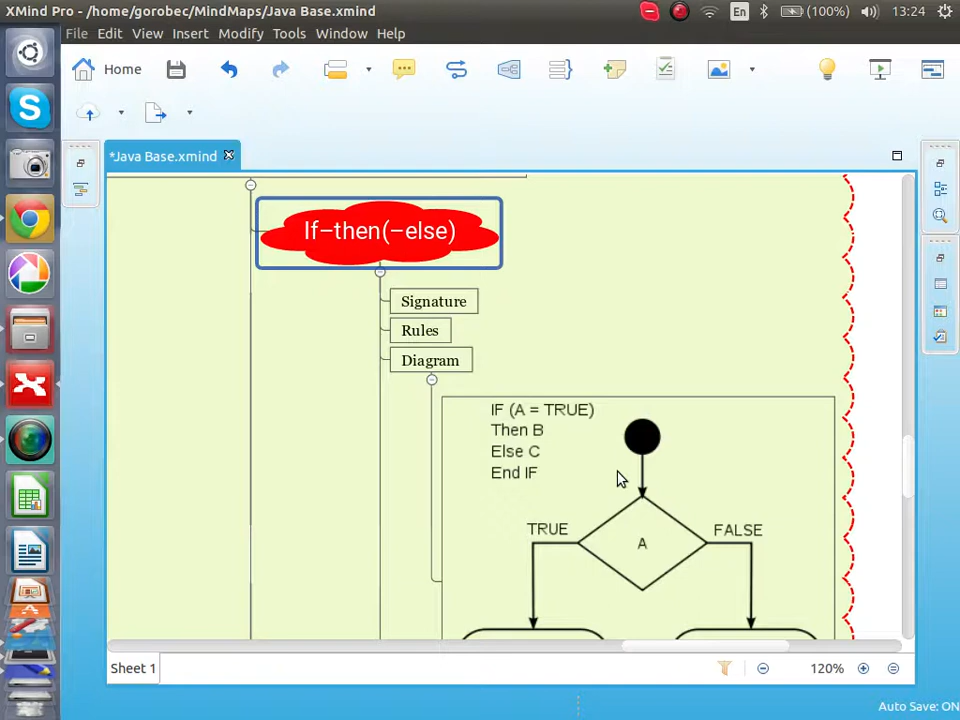 XMind Pro - /home/gorobec/MindMaps/Java Base.xmind
En
(100%)
13:24
File Edit View Insert Modify Tools Window Help
Home
*Java Base.xmind
If–then(–else)
Signature
Rules
Diagram
IF (A = TRUE)
Then B
Else C
End IF
TRUE
FALSE
A
Sheet 1
120%
Auto Save: ON